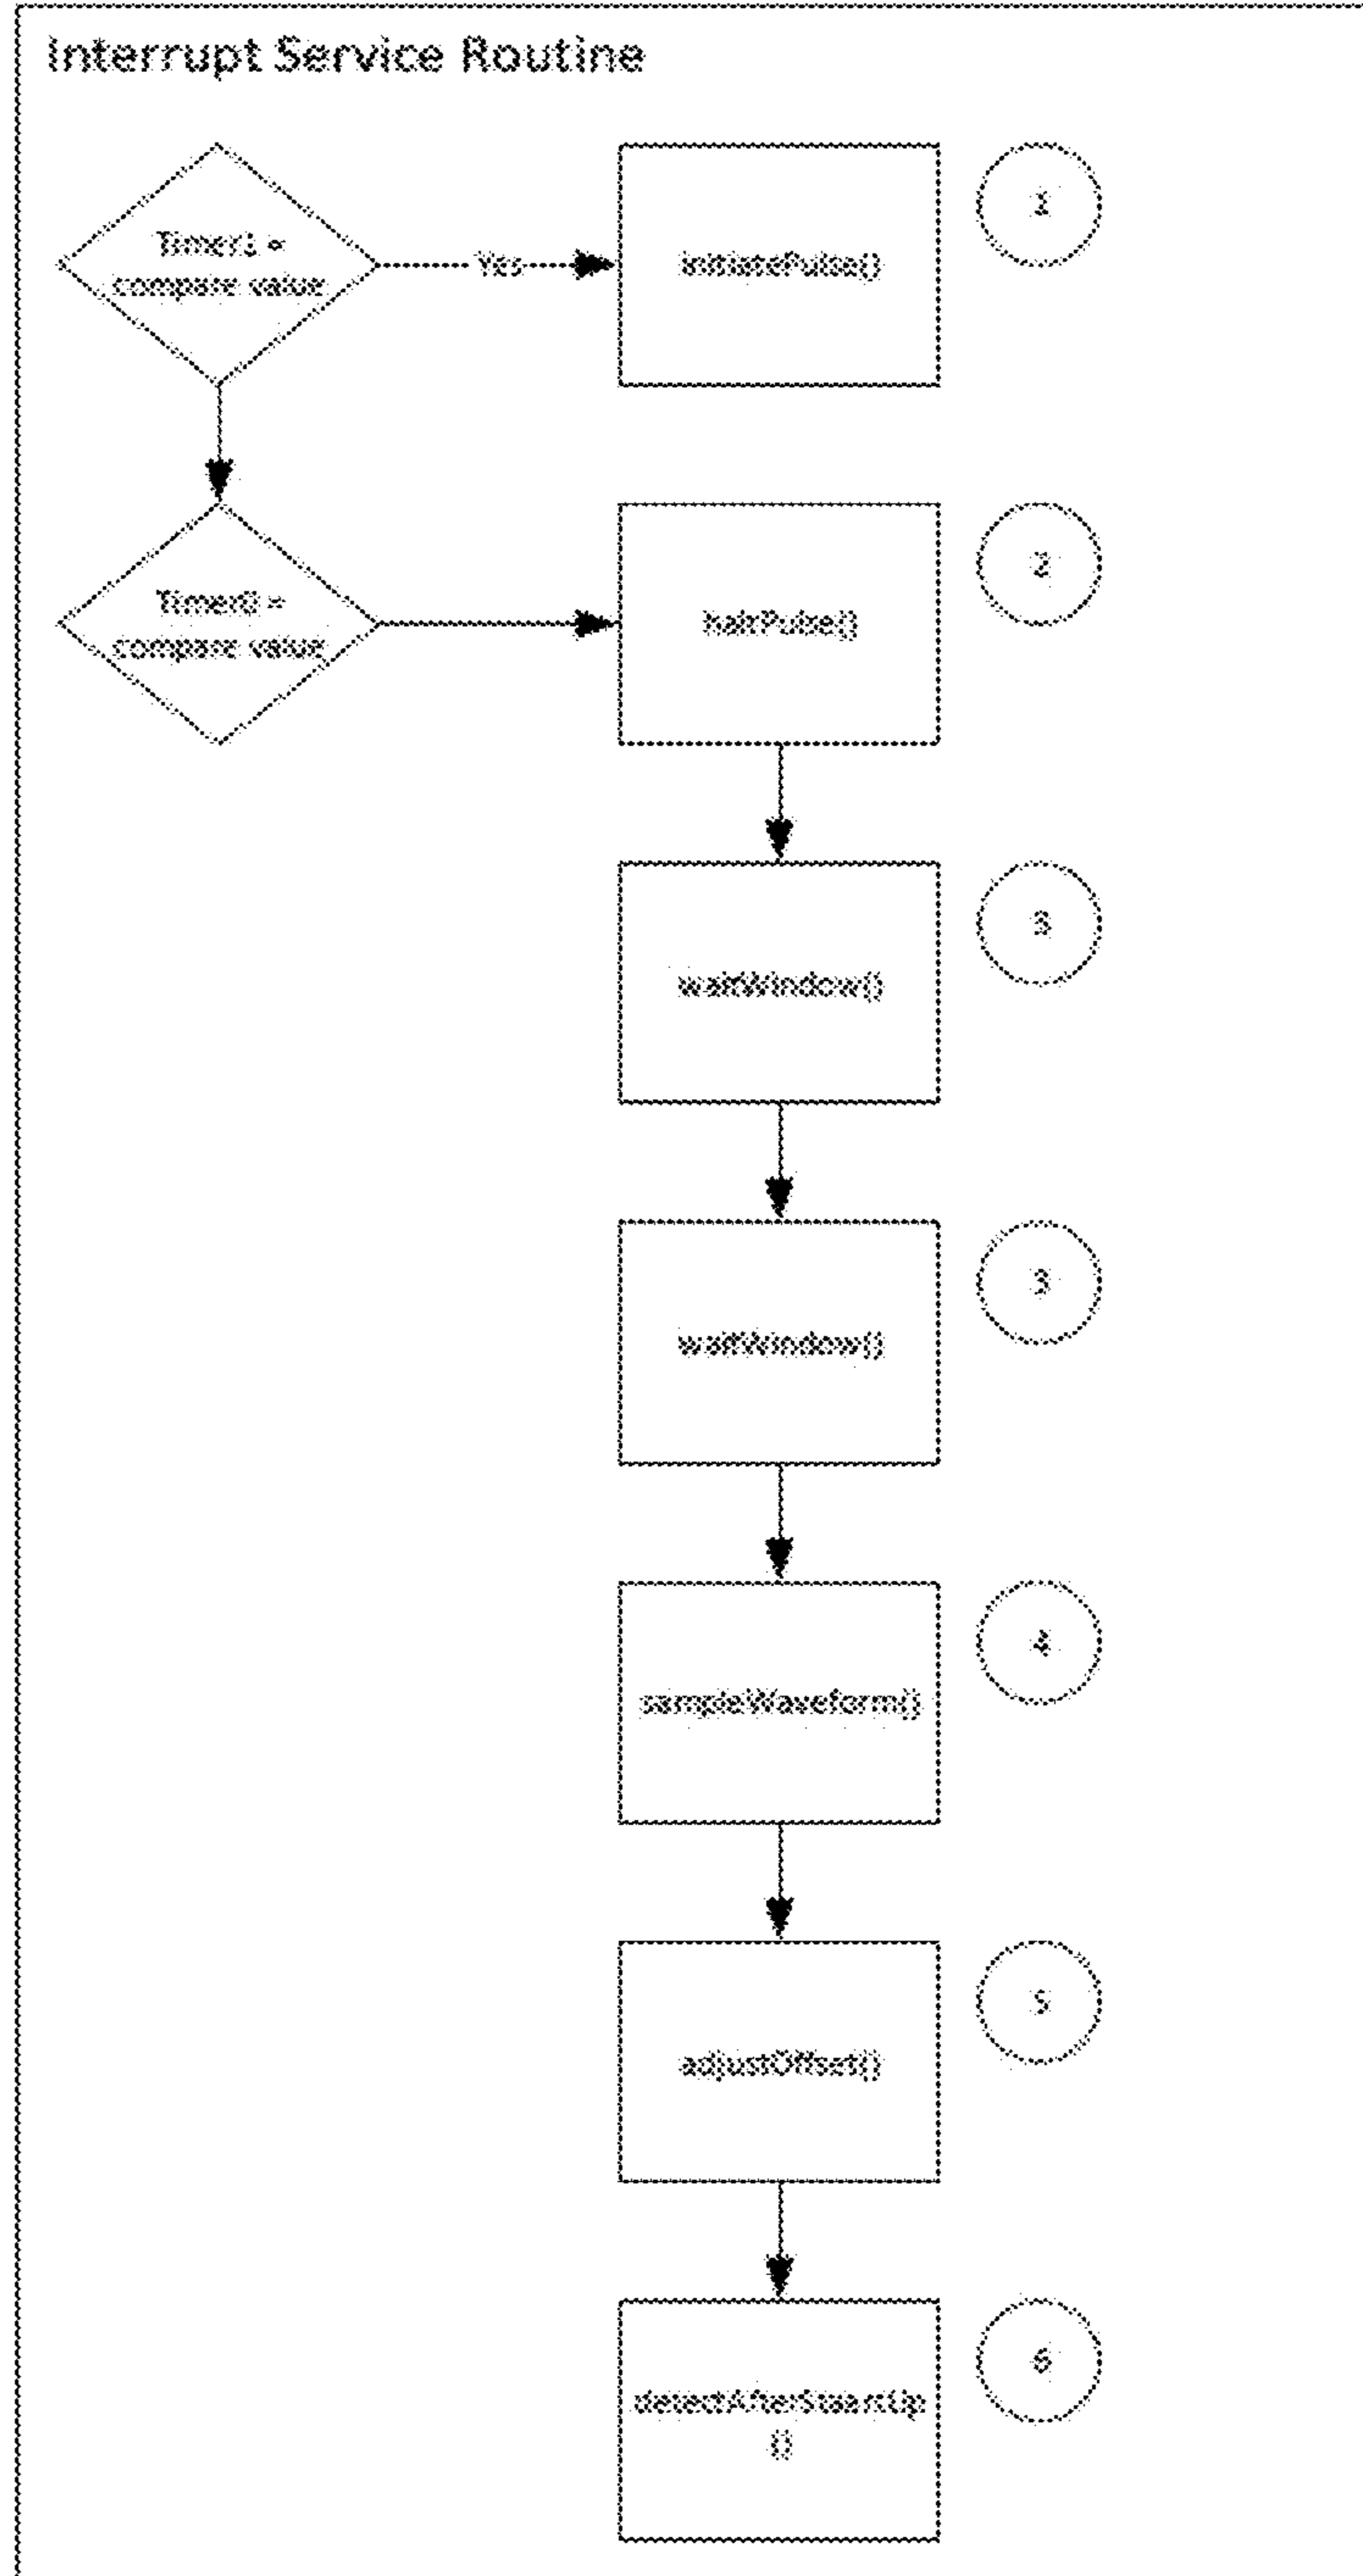 Interrupt Service Routine
Timer1 =
compare value
Yes
initiatePulse()
1
Timer0 =
compare value
haltPulse()
2
waitWindow()
3
waitWindow()
3
sampleWaveform()
4
adjustOffset()
5
detectAfterStartUp
()
6